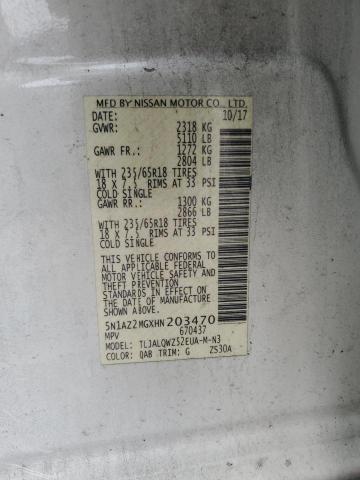 MFD BY NISSAN MOTOR CO., LTD.
DATE: 10/17
GVWR: 2318 KG
5110 LB
GAWR FR.: 1272 KG
2804 LB
WITH 235/65R18 TIRES
18 X 7.5 RIMS AT 33 PSI
COLD SINGLE
GAWR RR.: 1300 KG
2866 LB
WITH 235/65R18 TIRES
18 X 7.5 RIMS AT 33 PSI
COLD SINGLE
THIS VEHICLE CONFORMS TO
ALL APPLICABLE FEDERAL
MOTOR VEHICLE SAFETY AND
THEFT PREVENTION
STANDARDS IN EFFECT ON
THE DATE OF MANUFACTURE
SHOWN ABOVE.
5N1AZ2MGXHN203470
MPV 670437
MODEL: TLJALQWZ52EUA-M-N3
COLOR: QAB TRIM: G Z530A